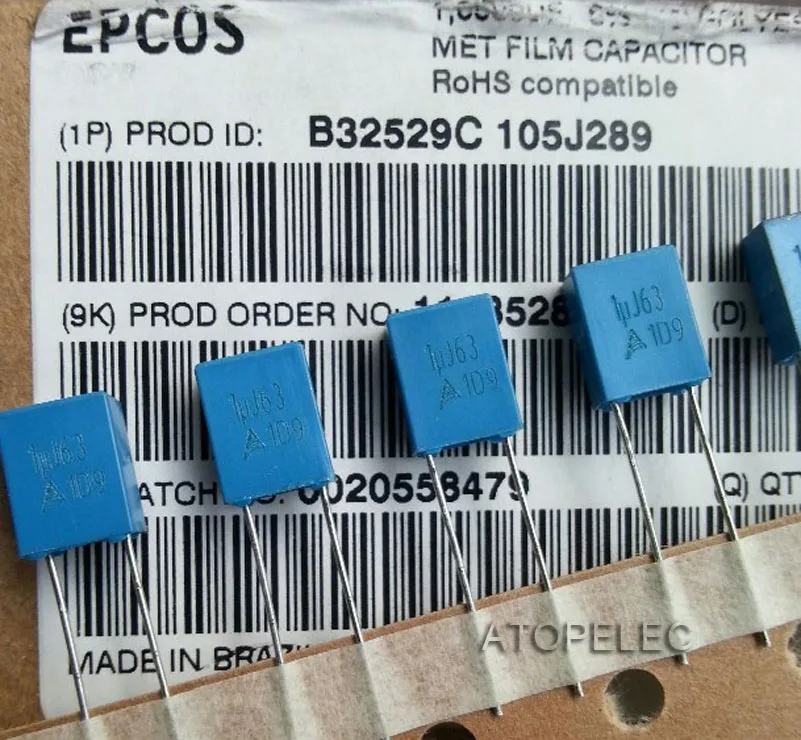 EPCOS
MET FILM CAPACITOR
RoHS compatible
(1P) PROD ID: B32529C 105J289
(9K) PROD ORDER NO:
(D)
1µJ63
1D9
1µJ63
1D9
1µJ63
1D9
1µJ63
1D9
0020558479
(Q) QTY
ATOPELEC
MADE IN